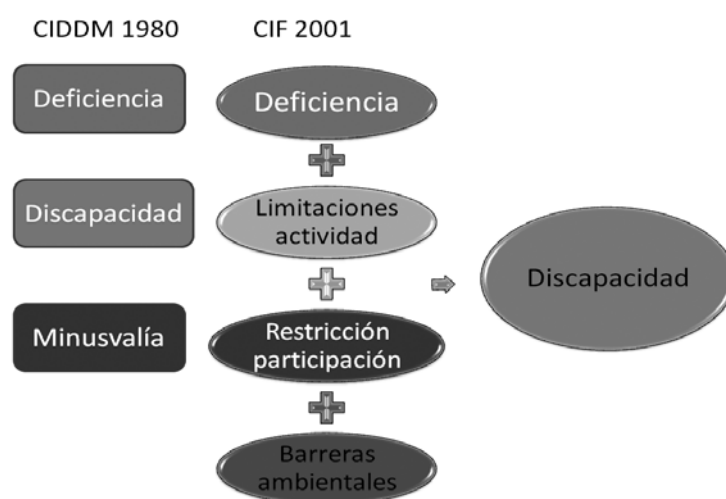 CIDDM 1980
CIF 2001
Deficiencia
Deficiencia
Discapacidad
Limitaciones
actividad
Discapacidad
Minusvalía
Restricción
participación
Barreras
ambientales